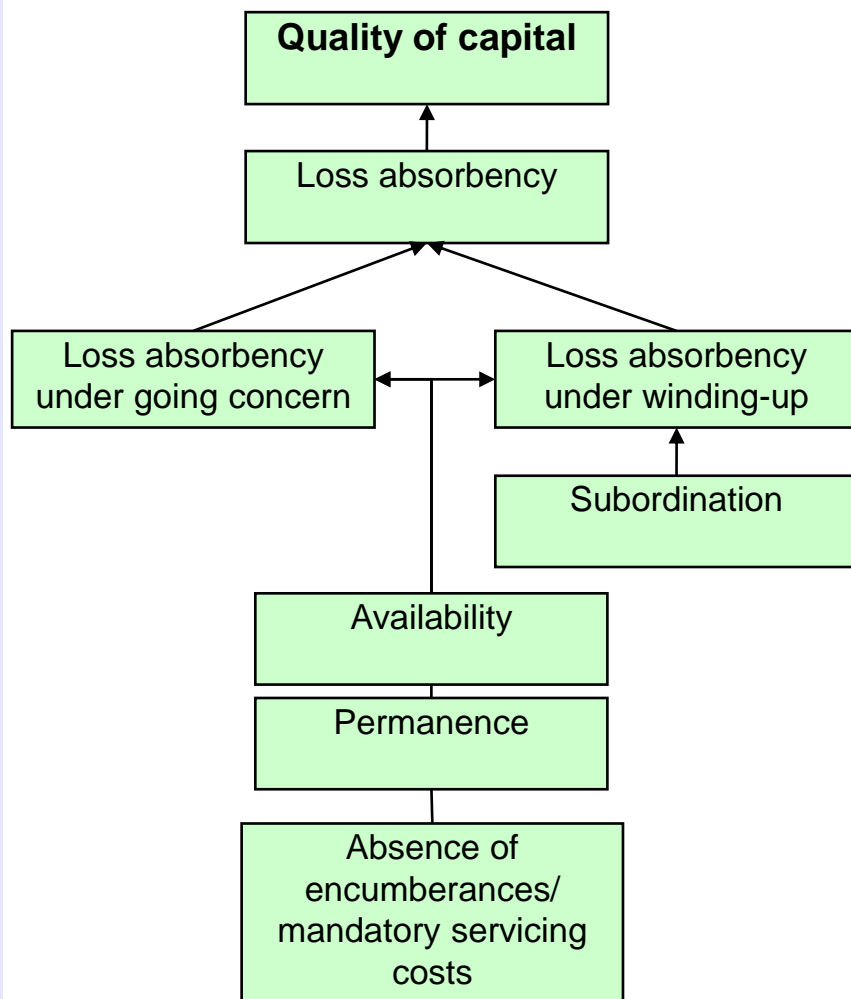 Quality of capital
Loss absorbency
Loss absorbency
under going concern
Loss absorbency
under winding-up
Subordination
Availability
Permanence
Absence of
encumberances/
mandatory servicing
costs